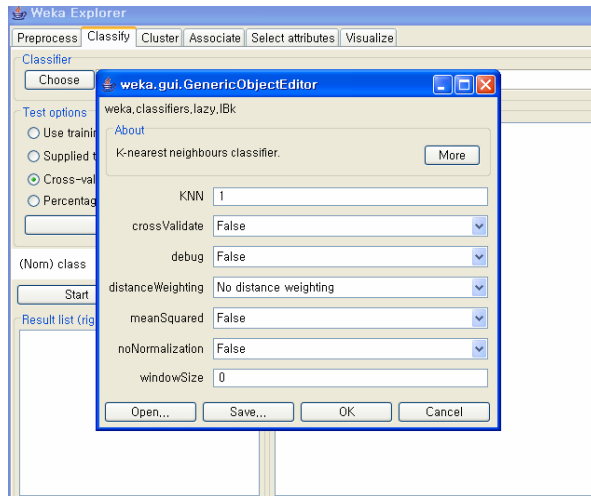 Weka Explorer
Preprocess Classify Cluster Associate Select attributes Visualize
Classifier
Choose
weka.gui.GenericObjectEditor
weka.classifiers.lazy.IBk
About
K-nearest neighbours classifier.
More
KNN 1
crossValidate False
debug False
distanceWeighting No distance weighting
meanSquared False
noNormalization False
windowSize 0
Open... Save... OK Cancel
Test options
Use trainin
Supplied t
Cross-val
Percentag
(Nom) class
Start
Result list (rig